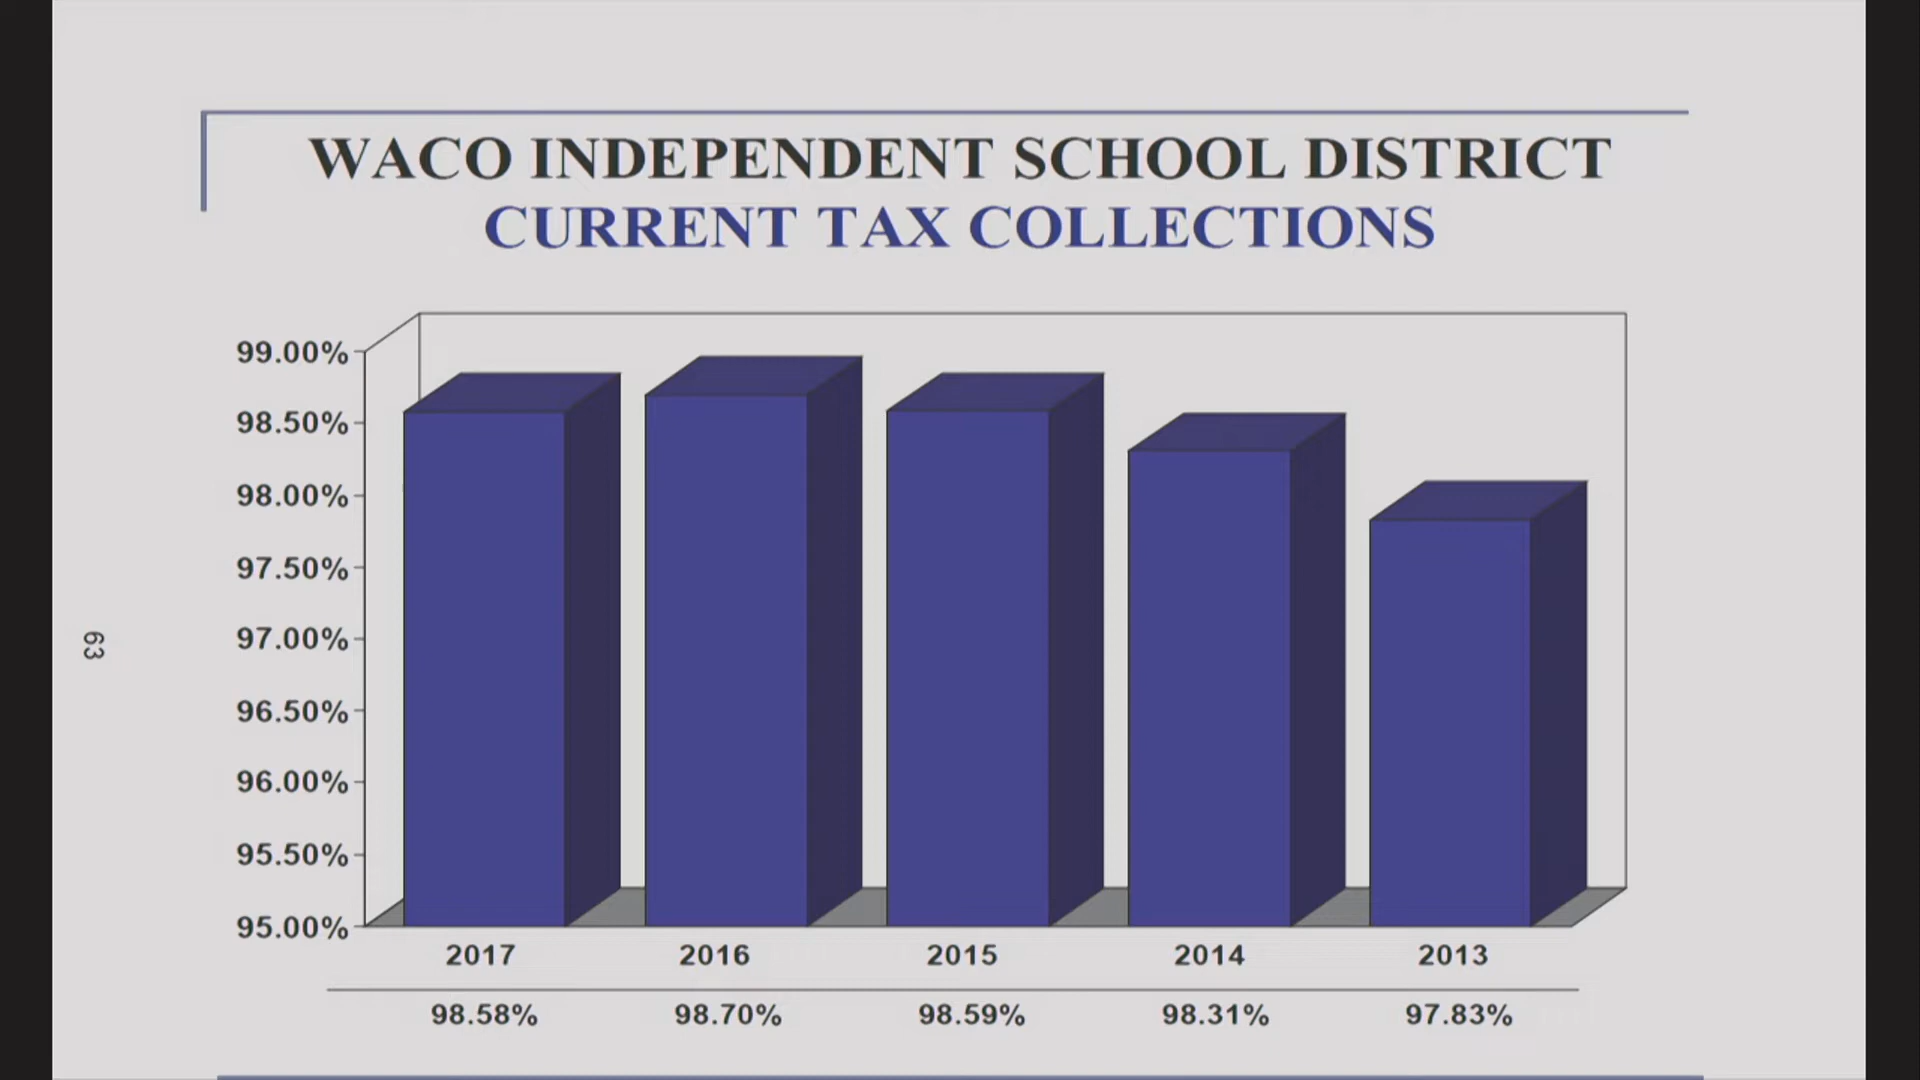 WACO INDEPENDENT SCHOOL DISTRICT
CURRENT TAX COLLECTIONS
99.00%
98.50%
98.00%
97.50%
97.00%
96.50%
96.00%
95.50%
95.00%
2017 2016 2015 2014 2013
98.58% 98.70% 98.59% 98.31% 97.83%
63